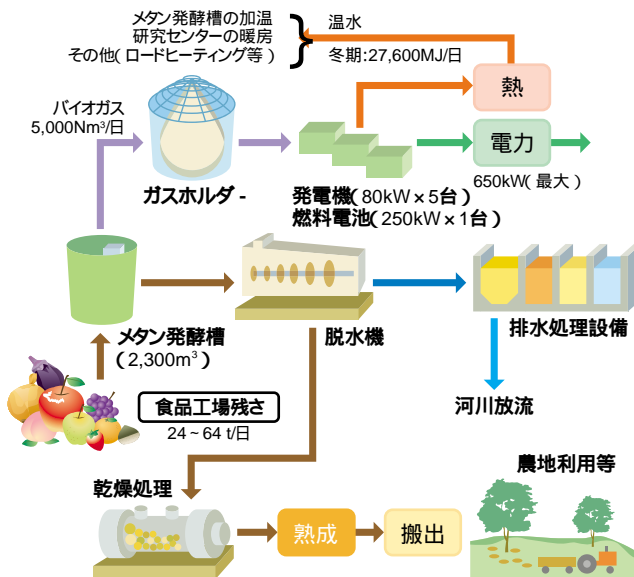 メタン発酵槽の加温
研究センターの暖房
その他(ロードヒーティング等)
温水
冬期:27,600MJ/日
熱
バイオガス
5,000Nm³/日
電力
650kW(最大)
ガスホルダ-
発電機(80kW×5台)
燃料電池(250kW×1台)
メタン発酵槽
(2,300m³)
脱水機
排水処理設備
河川放流
食品工場残さ
24~64 t/日
乾燥処理
熟成
搬出
農地利用等